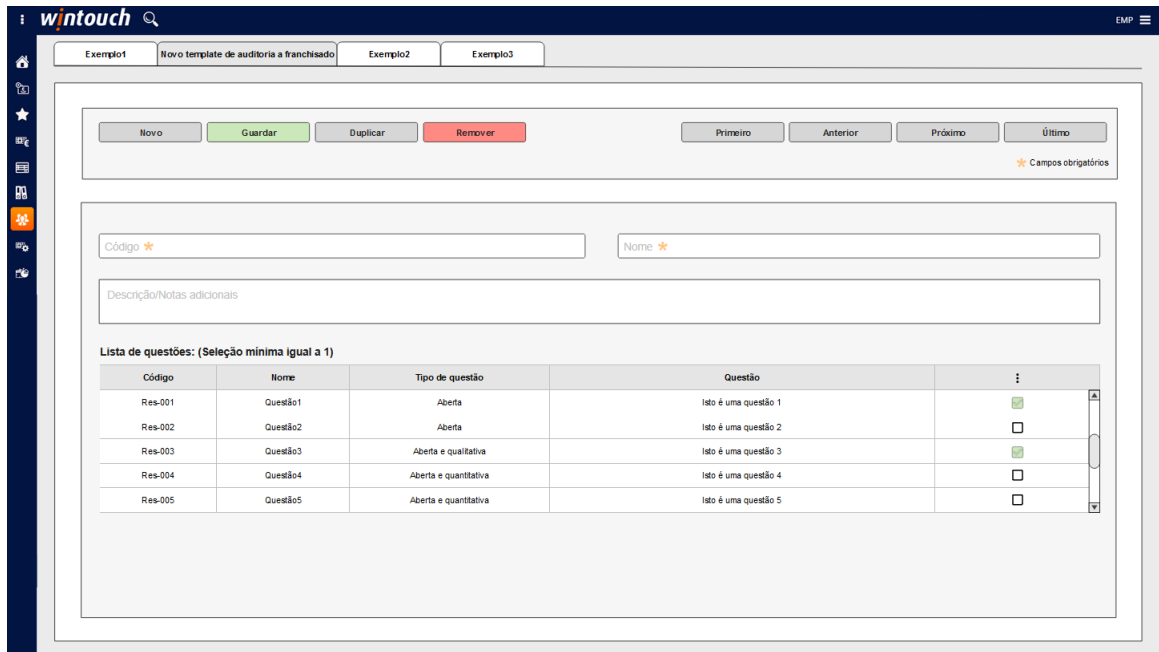 wintouch
EMP
Exemplo1 Novo template de auditoria a franchisado Exemplo2 Exemplo3
Novo Guardar Duplicar Remover Primeiro Anterior Próximo Último
* Campos obrigatórios
Código * Nome *
Descrição/Notas adicionais
Lista de questões: (Seleção mínima igual a 1)
Código Nome Tipo de questão Questão
Res-001 Questão1 Aberta Isto é uma questão 1
Res-002 Questão2 Aberta Isto é uma questão 2
Res-003 Questão3 Aberta e qualitativa Isto é uma questão 3
Res-004 Questão4 Aberta e quantitativa Isto é uma questão 4
Res-005 Questão5 Aberta e quantitativa Isto é uma questão 5